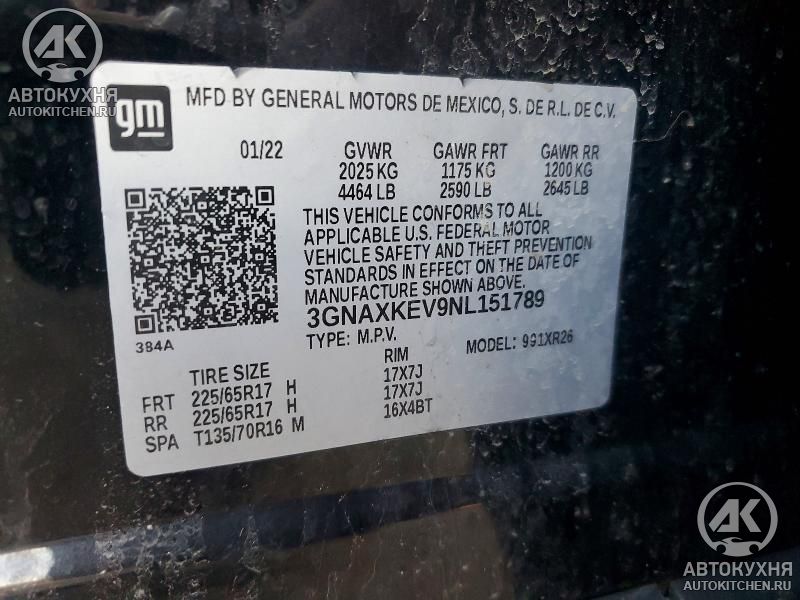 AK
АВТОКУХНЯ
AUTOKITCHEN.RU
gm
MFD BY GENERAL MOTORS DE MEXICO, S. DE R.L. DE C.V.
01/22 GVWR GAWR FRT GAWR RR
2025 KG 1175 KG 1200 KG
4464 LB 2590 LB 2645 LB
THIS VEHICLE CONFORMS TO ALL
APPLICABLE U.S. FEDERAL MOTOR
VEHICLE SAFETY AND THEFT PREVENTION
STANDARDS IN EFFECT ON THE DATE OF
MANUFACTURE SHOWN ABOVE.
3GNAXKEV9NL151789
384A TYPE: M.P.V. MODEL: 991XR26
TIRE SIZE RIM
FRT 225/65R17 H 17X7J
RR 225/65R17 H 17X7J
SPA T135/70R16 M 16X4BT
AK
АВТОКУХНЯ
AUTOKITCHEN.RU